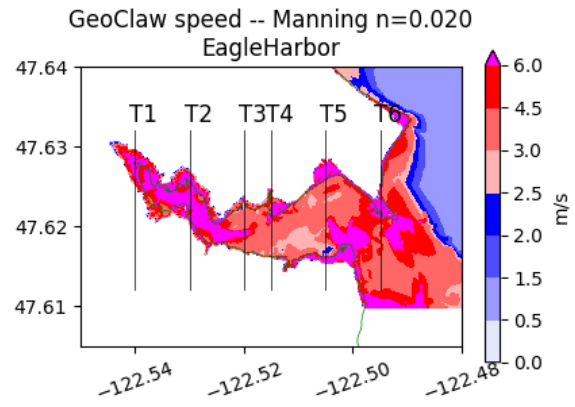 GeoClaw speed -- Manning n=0.020
EagleHarbor
47.64
47.63
47.62
47.61
T1
T2
T3
T4
T5
T6
−122.54
−122.52
−122.50
−122.48
6.0
4.5
3.0
2.5
2.0
1.5
0.5
0.0
m/s